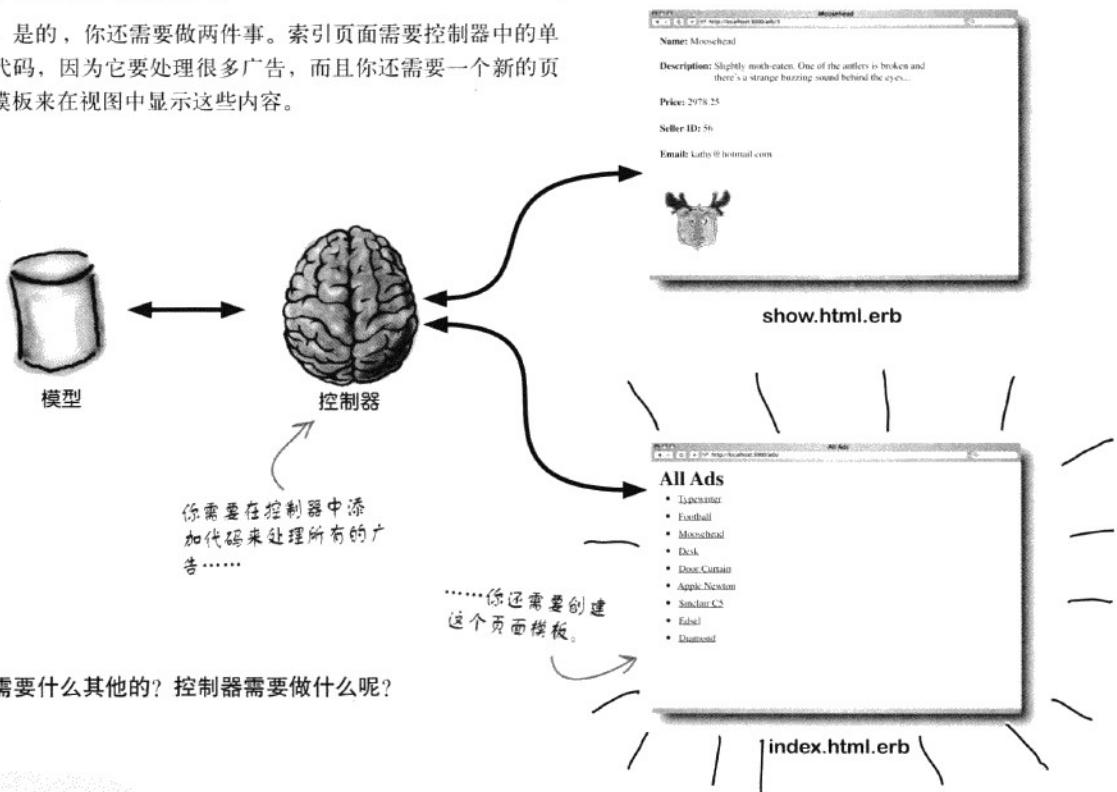 是的，你还需要做两件事。索引页面需要控制器中的单
代码，因为它要处理很多广告，而且你还需要一个新的页
模板来在视图中显示这些内容。
Moosehead
Name: Moosehead
Description: Slightly moth-eaten. One of the antlers is broken and
there's a strange buzzing sound behind the eyes...
Price: 2978.25
Seller ID: 56
Email: kathy@hotmail.com
show.html.erb
模型
控制器
你需要在控制器中添
加代码来处理所有的广
告……
All Ads
http://localhost:3000/ads
All Ads
Typewriter
Football
Moosehead
Desk
Door Curtain
Apple Newton
Sinclair C5
Edsel
Diamond
……你还需要创建
这个页面模板。
index.html.erb
需要什么其他的？控制器需要做什么呢？